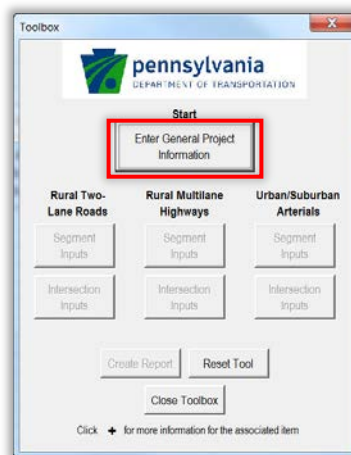 Toolbox
pennsylvania
DEPARTMENT OF TRANSPORTATION
Start
Enter General Project
Information
Rural Two-
Lane Roads
Rural Multilane
Highways
Urban/Suburban
Arterials
Segment
Inputs
Segment
Inputs
Segment
Inputs
Intersection
Inputs
Intersection
Inputs
Intersection
Inputs
Create Report
Reset Tool
Close Toolbox
Click + for more information for the associated item